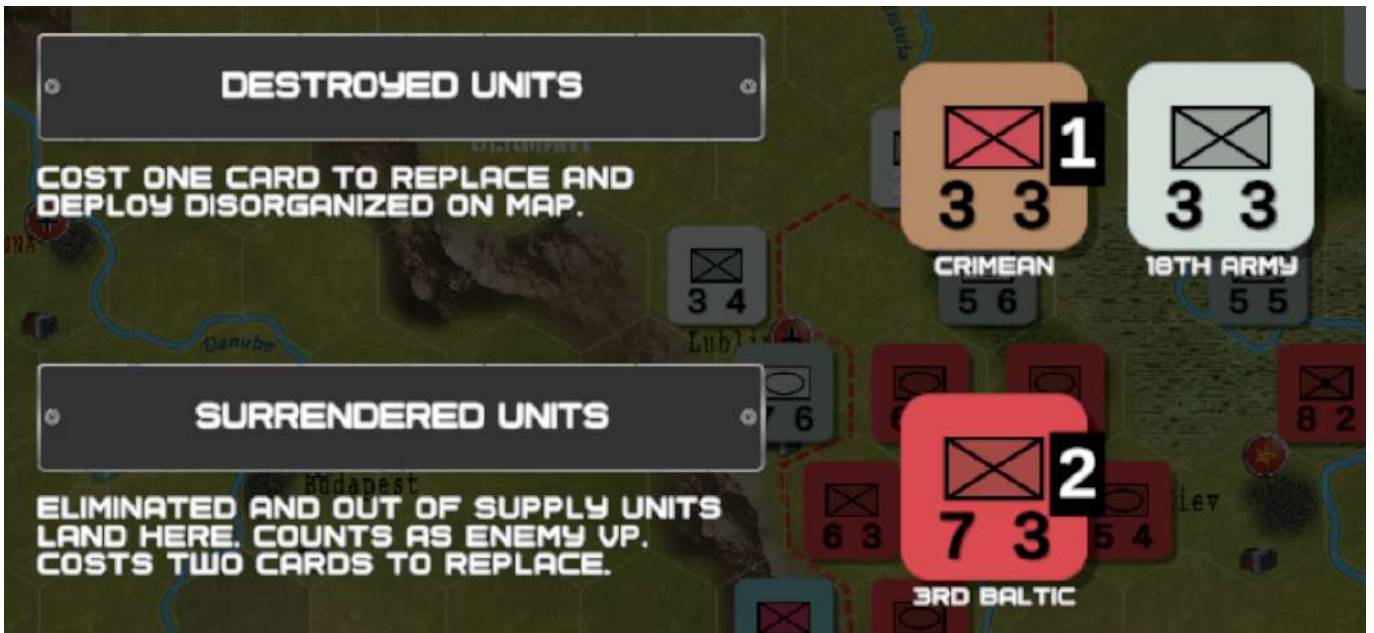 DESTROYED UNITS
COST ONE CARD TO REPLACE AND
DEPLOY DISORGANIZED ON MAP.
1
3 3
CRIMEAN
3 3
18TH ARMY
5 6
5 5
3 4
Danube
SURRENDERED UNITS
6
8 2
Budapest
ELIMINATED AND OUT OF SUPPLY UNITS
LAND HERE. COUNTS AS ENEMY VP.
COSTS TWO CARDS TO REPLACE.
6 3
2
7 3
5 4
3RD BALTIC